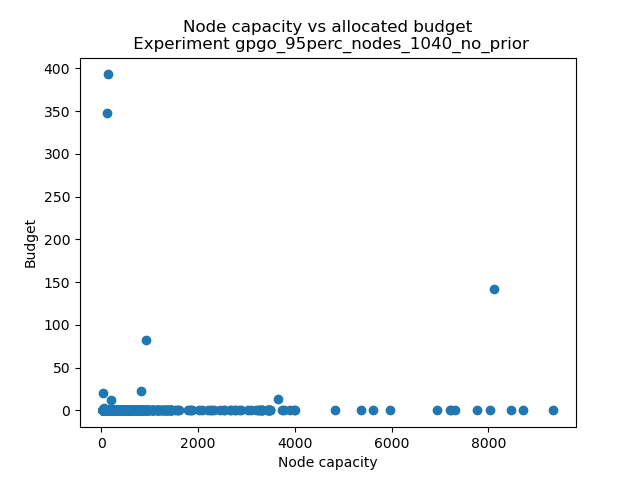 Node capacity vs allocated budget
Experiment gpgo_95perc_nodes_1040_no_prior
400
350
300
250
200
150
100
50
0
Budget
0 2000 4000 6000 8000
Node capacity